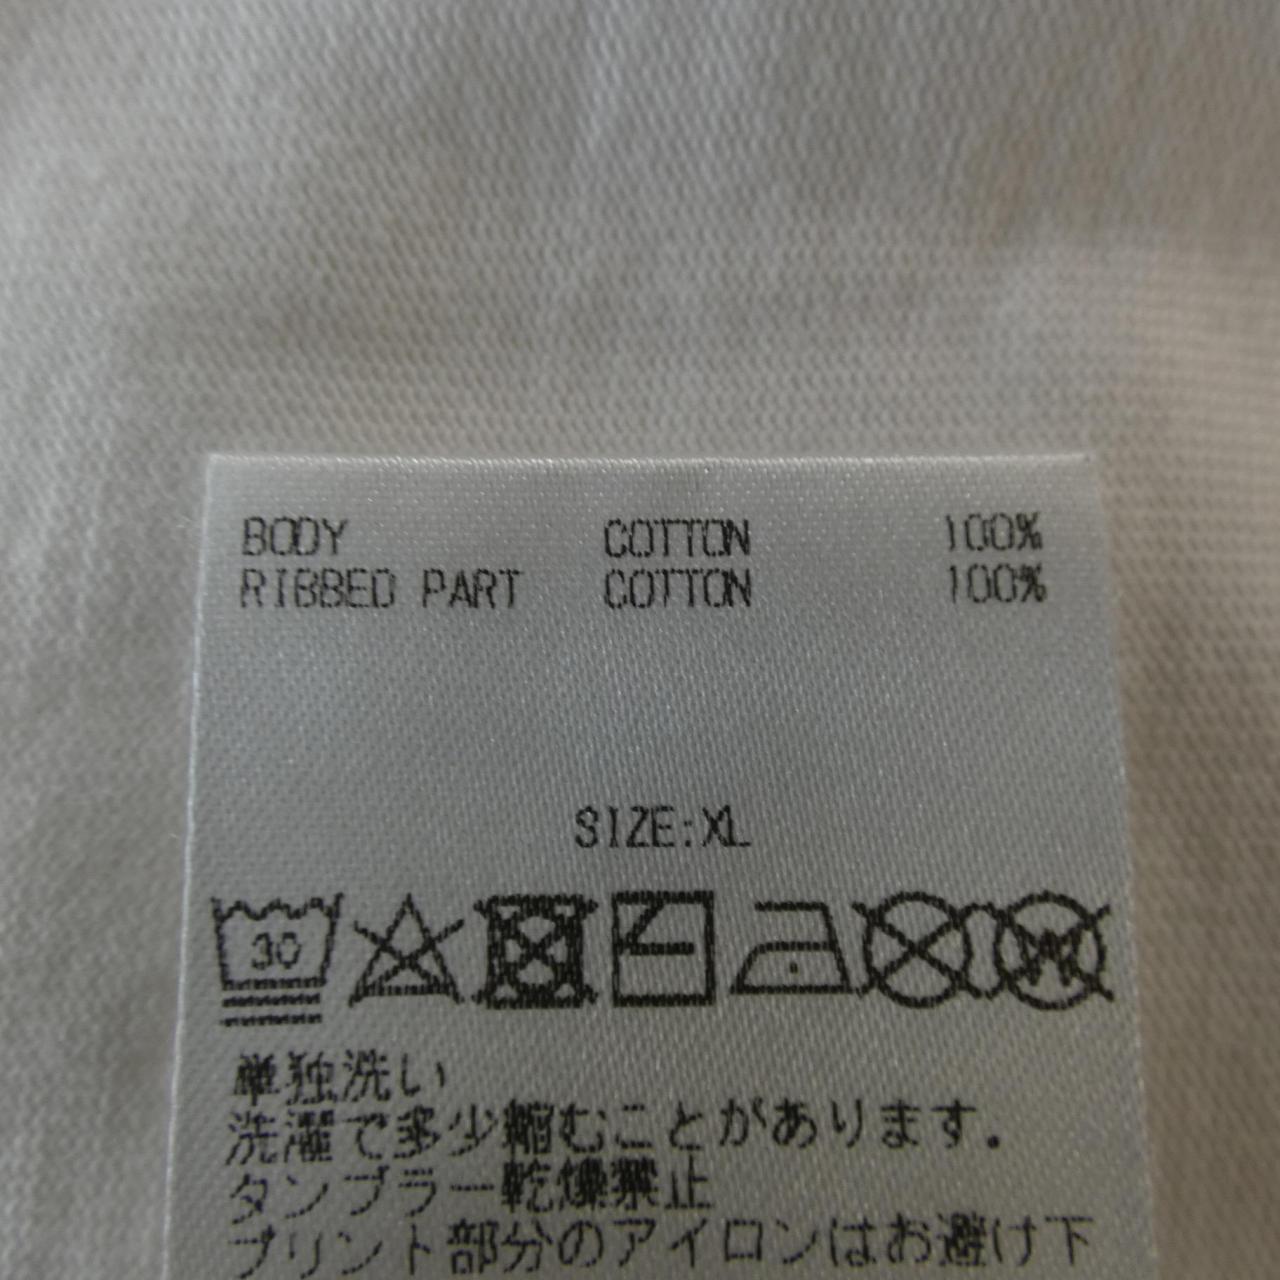 BODY COTTON 100%
RIBBED PART COTTON 100%
SIZE:XL
30 W
単独洗い
洗濯で多少縮むことがあります。
タンブラー乾燥禁止
プリント部分のアイロンはお避け下